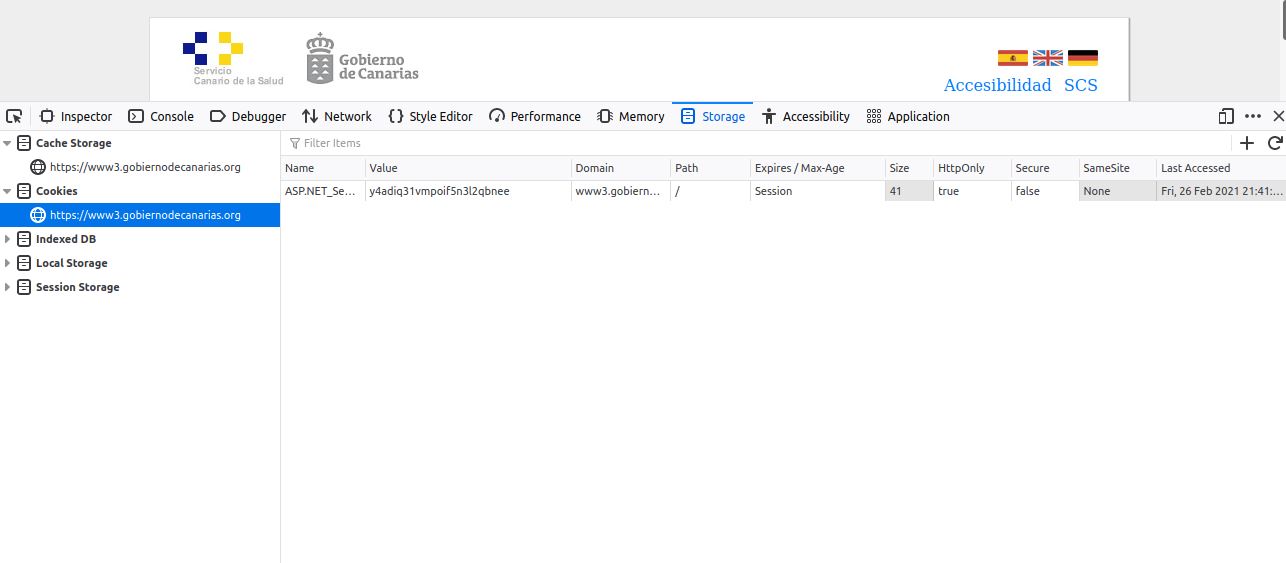 Servicio
Canario de la Salud
Gobierno
de Canarias
Accesibilidad SCS
Inspector Console Debugger Network Style Editor Performance Memory Storage Accessibility Application
Cache Storage
Filter Items
https://www3.gobiernodecanarias.org
Name Value Domain Path Expires / Max-Age Size HttpOnly Secure SameSite Last Accessed
Cookies
ASP.NET_Se... y4adiq31vmpoif5n3l2qbnee www3.gobiern... / Session 41 true false None Fri, 26 Feb 2021 21:41:...
https://www3.gobiernodecanarias.org
Indexed DB
Local Storage
Session Storage